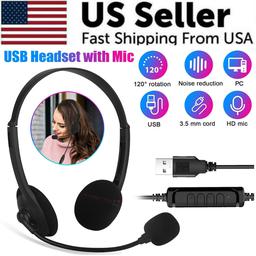 US Seller
Fast Shipping From USA
USB Headset with Mic
120°
120° rotation
Noise reduction
PC
USB
3.5 mm cord
HD mic